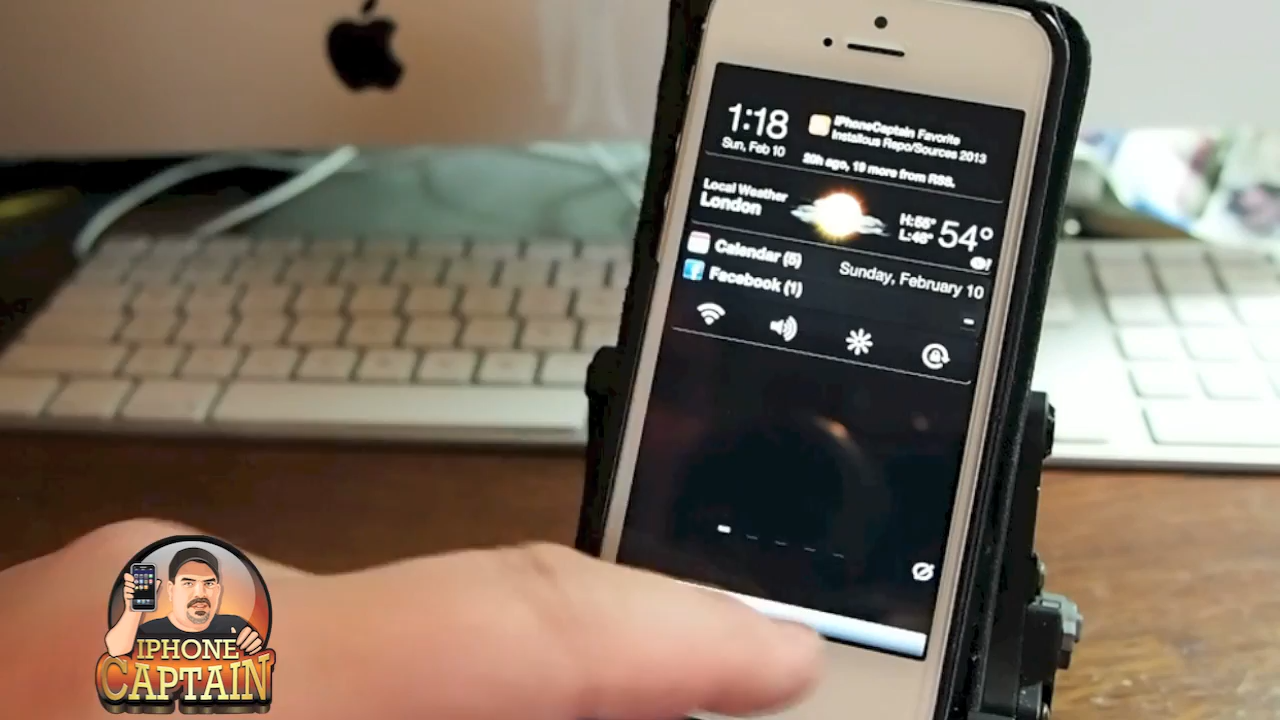 1:18
Sun, Feb 10
iPhoneCaptain Favorite
Installous Repo/Sources 2013
20h ago, 19 more from RSS.
Local Weather
London
H:55°
L:46°
54°
Calendar (5)
Sunday, February 10
Facebook (1)
IPHONE
CAPTAIN